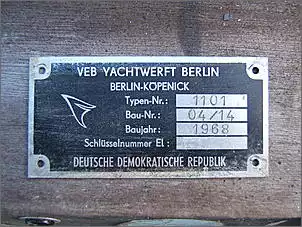 VEB YACHTWERFT BERLIN
BERLIN-KÖPENICK
Typen-Nr.: 1101
Bau-Nr.: 04/14
Baujahr: 1968
Schlüsselnummer El :
DEUTSCHE DEMOKRATISCHE REPUBLIK